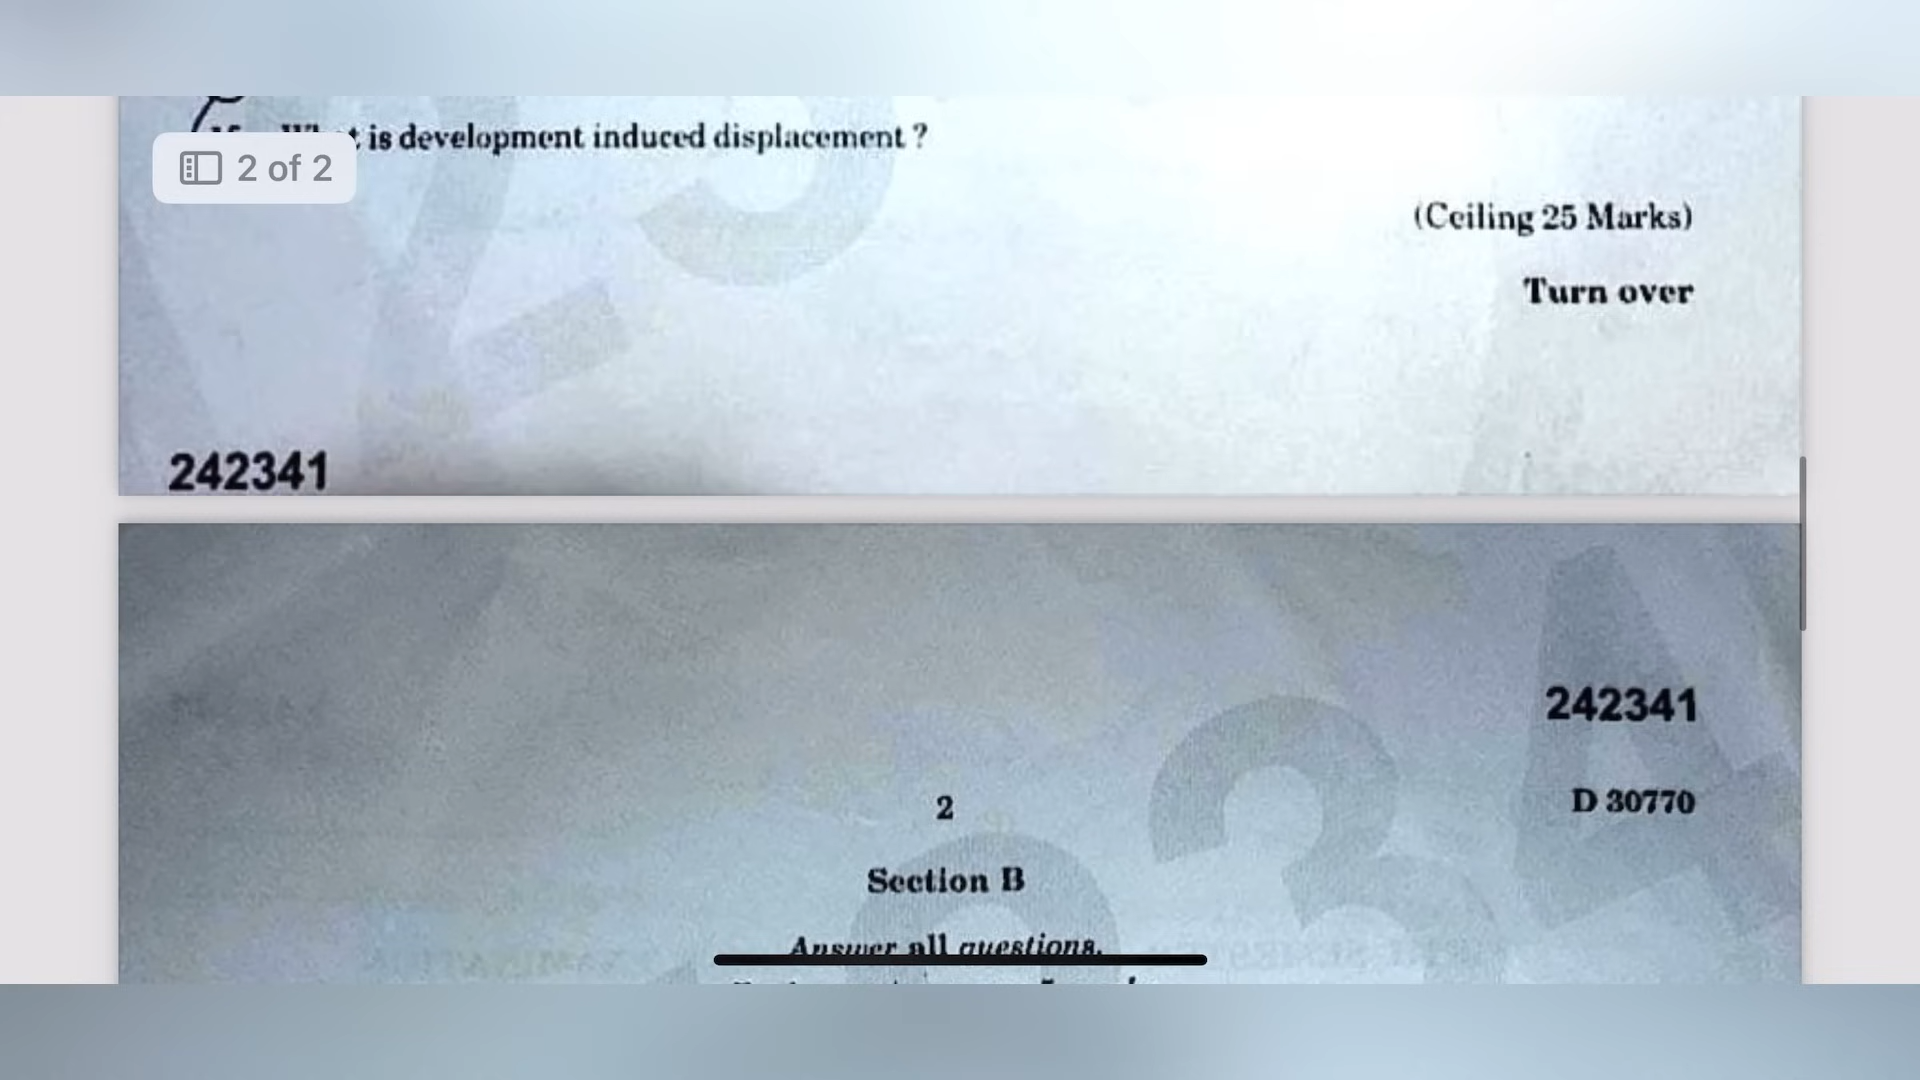 is development induced displacement ?
2 of 2
(Ceiling 25 Marks)
Turn over
242341
242341
2
D 30770
Section B
Answer all questions.